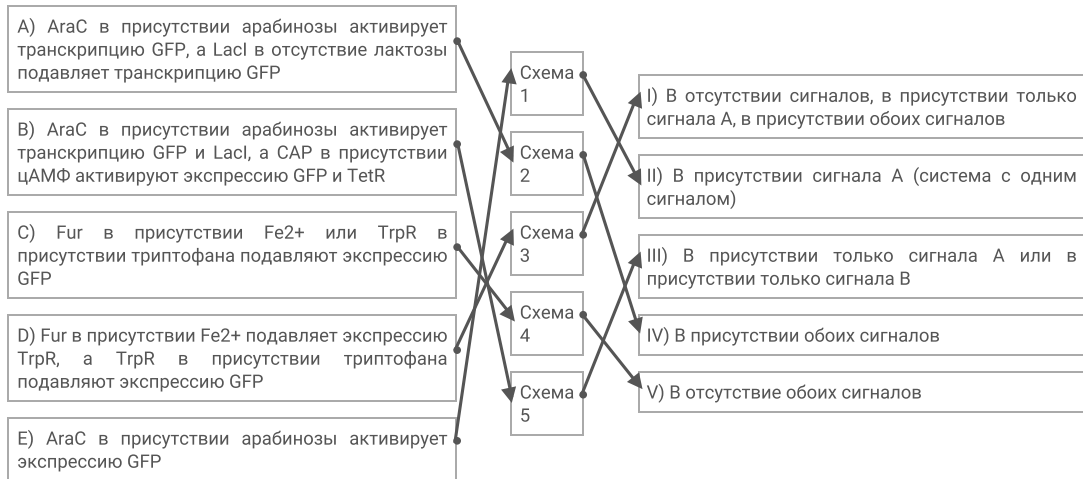 A) AraC в присутствии арабинозы активирует
транскрипцию GFP, а LacI в отсутствие лактозы
подавляет транскрипцию GFP
B) AraC в присутствии арабинозы активирует
транскрипцию GFP и LacI, а CAP в присутствии
цАМФ активируют экспрессию GFP и TetR
C) Fur в присутствии Fe2+ или TrpR в
присутствии триптофана подавляют экспрессию
GFP
D) Fur в присутствии Fe2+ подавляет экспрессию
TrpR, а TrpR в присутствии триптофана
подавляют экспрессию GFP
E) AraC в присутствии арабинозы активирует
экспрессию GFP
Схема
1
Схема
2
Схема
3
Схема
4
Схема
5
I) В отсутствии сигналов, в присутствии только
сигнала А, в присутствии обоих сигналов
II) В присутствии сигнала А (система с одним
сигналом)
III) В присутствии только сигнала А или в
присутствии только сигнала В
IV) В присутствии обоих сигналов
V) В отсутствие обоих сигналов